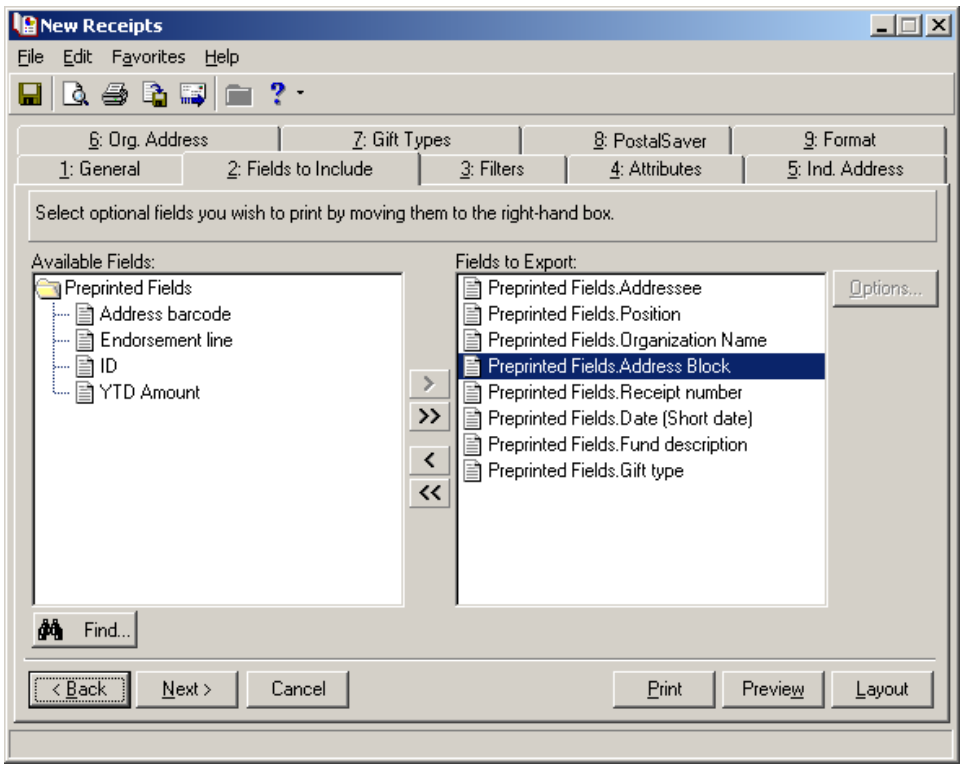 New Receipts
File Edit Favorites Help
6: Org. Address 7: Gift Types 8: PostalSaver 9: Format
1: General 2: Fields to Include 3: Filters 4: Attributes 5: Ind. Address
Select optional fields you wish to print by moving them to the right-hand box.
Available Fields:
Preprinted Fields
Address barcode
Endorsement line
ID
YTD Amount
>
>>
<
<<
Fields to Export:
Preprinted Fields.Addressee
Preprinted Fields.Position
Preprinted Fields.Organization Name
Preprinted Fields.Address Block
Preprinted Fields.Receipt number
Preprinted Fields.Date (Short date)
Preprinted Fields.Fund description
Preprinted Fields.Gift type
Options...
Find...
< Back Next > Cancel Print Preview Layout